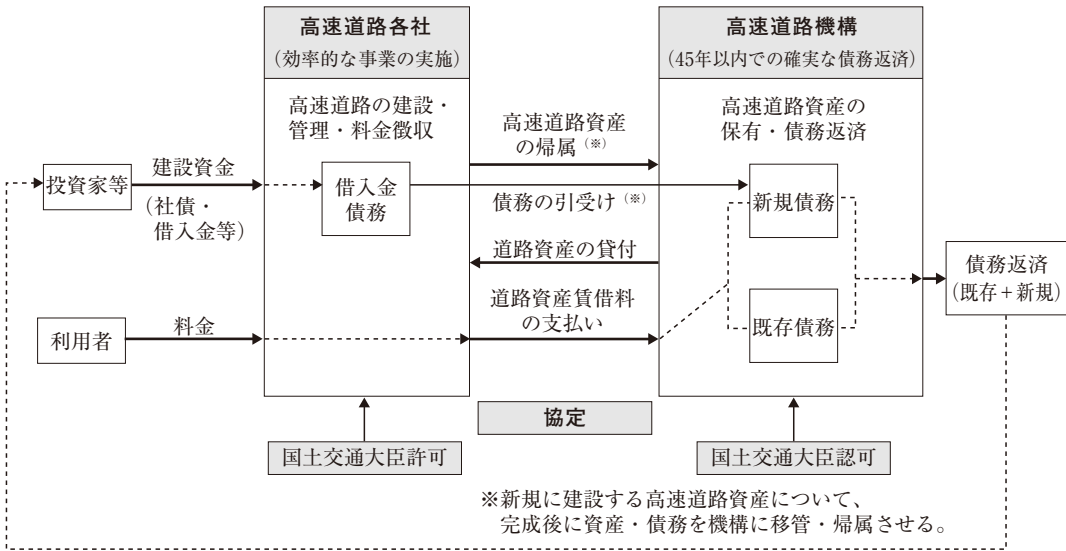 高速道路各社
（効率的な事業の実施）
高速道路の建設・
管理・料金徴収
借入金
債務
投資家等
建設資金
（社債・
借入金等）
利用者
料金
高速道路資産
の帰属（※）
債務の引受け（※）
道路資産の貸付
道路資産賃借料
の支払い
協定
高速道路機構
（45年以内での確実な債務返済）
高速道路資産の
保有・債務返済
新規債務
既存債務
債務返済
（既存＋新規）
国土交通大臣許可
国土交通大臣認可
※新規に建設する高速道路資産について、
完成後に資産・債務を機構に移管・帰属させる。